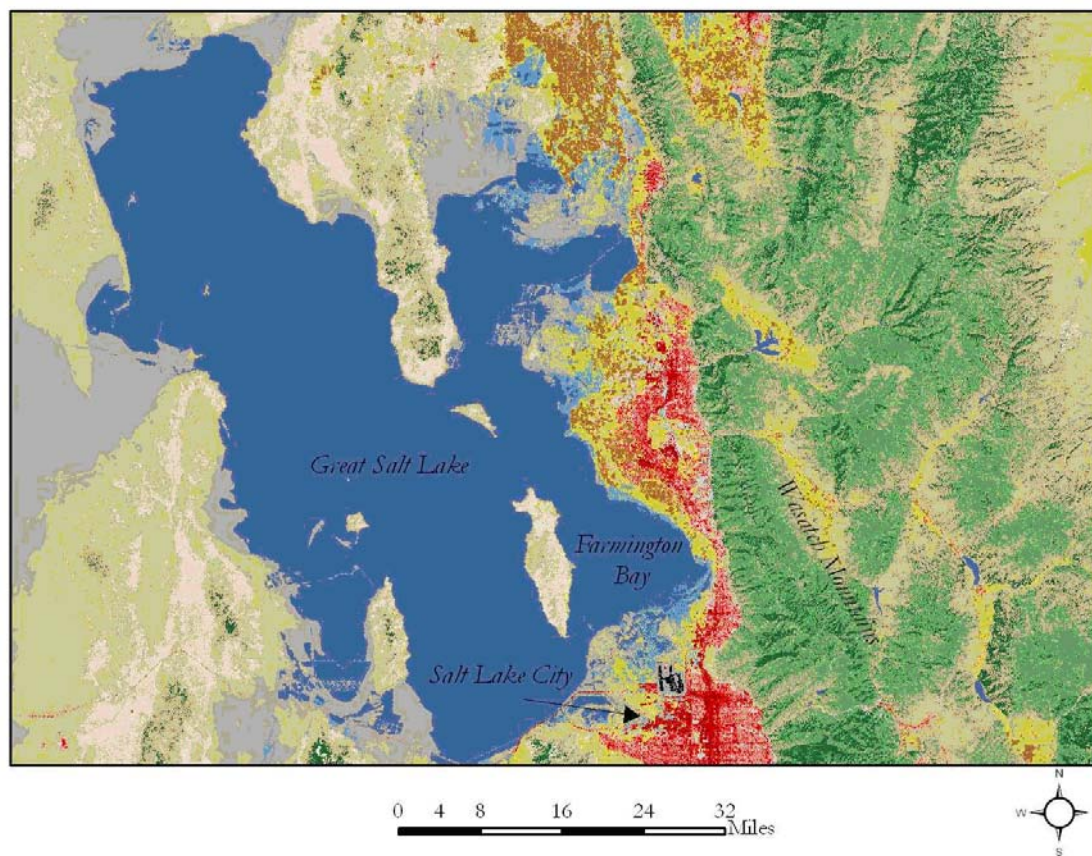 Great Salt Lake
Farmington
Bay
Wasatch Mountains
Salt Lake City
0 4 8 16 24 32
Miles
N
W E
S